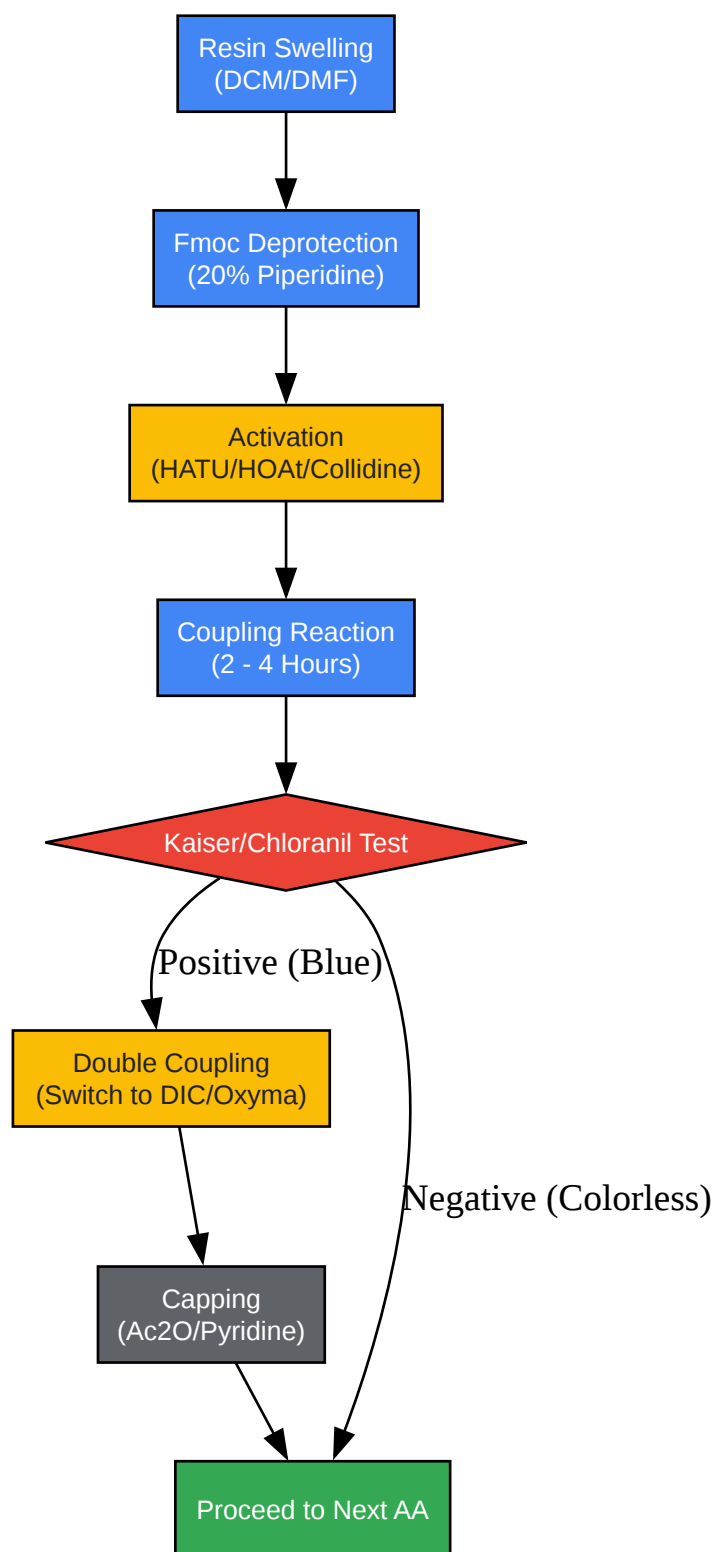 Resin Swelling
(DCM/DMF)
Fmoc Deprotection
(20% Piperidine)
Activation
(HATU/HOAt/Collidine)
Coupling Reaction
(2 - 4 Hours)
Kaiser/Chloranil Test
Positive (Blue)
Double Coupling
(Switch to DIC/Oxyma)
Negative (Colorless)
Capping
(Ac2O/Pyridine)
Proceed to Next AA